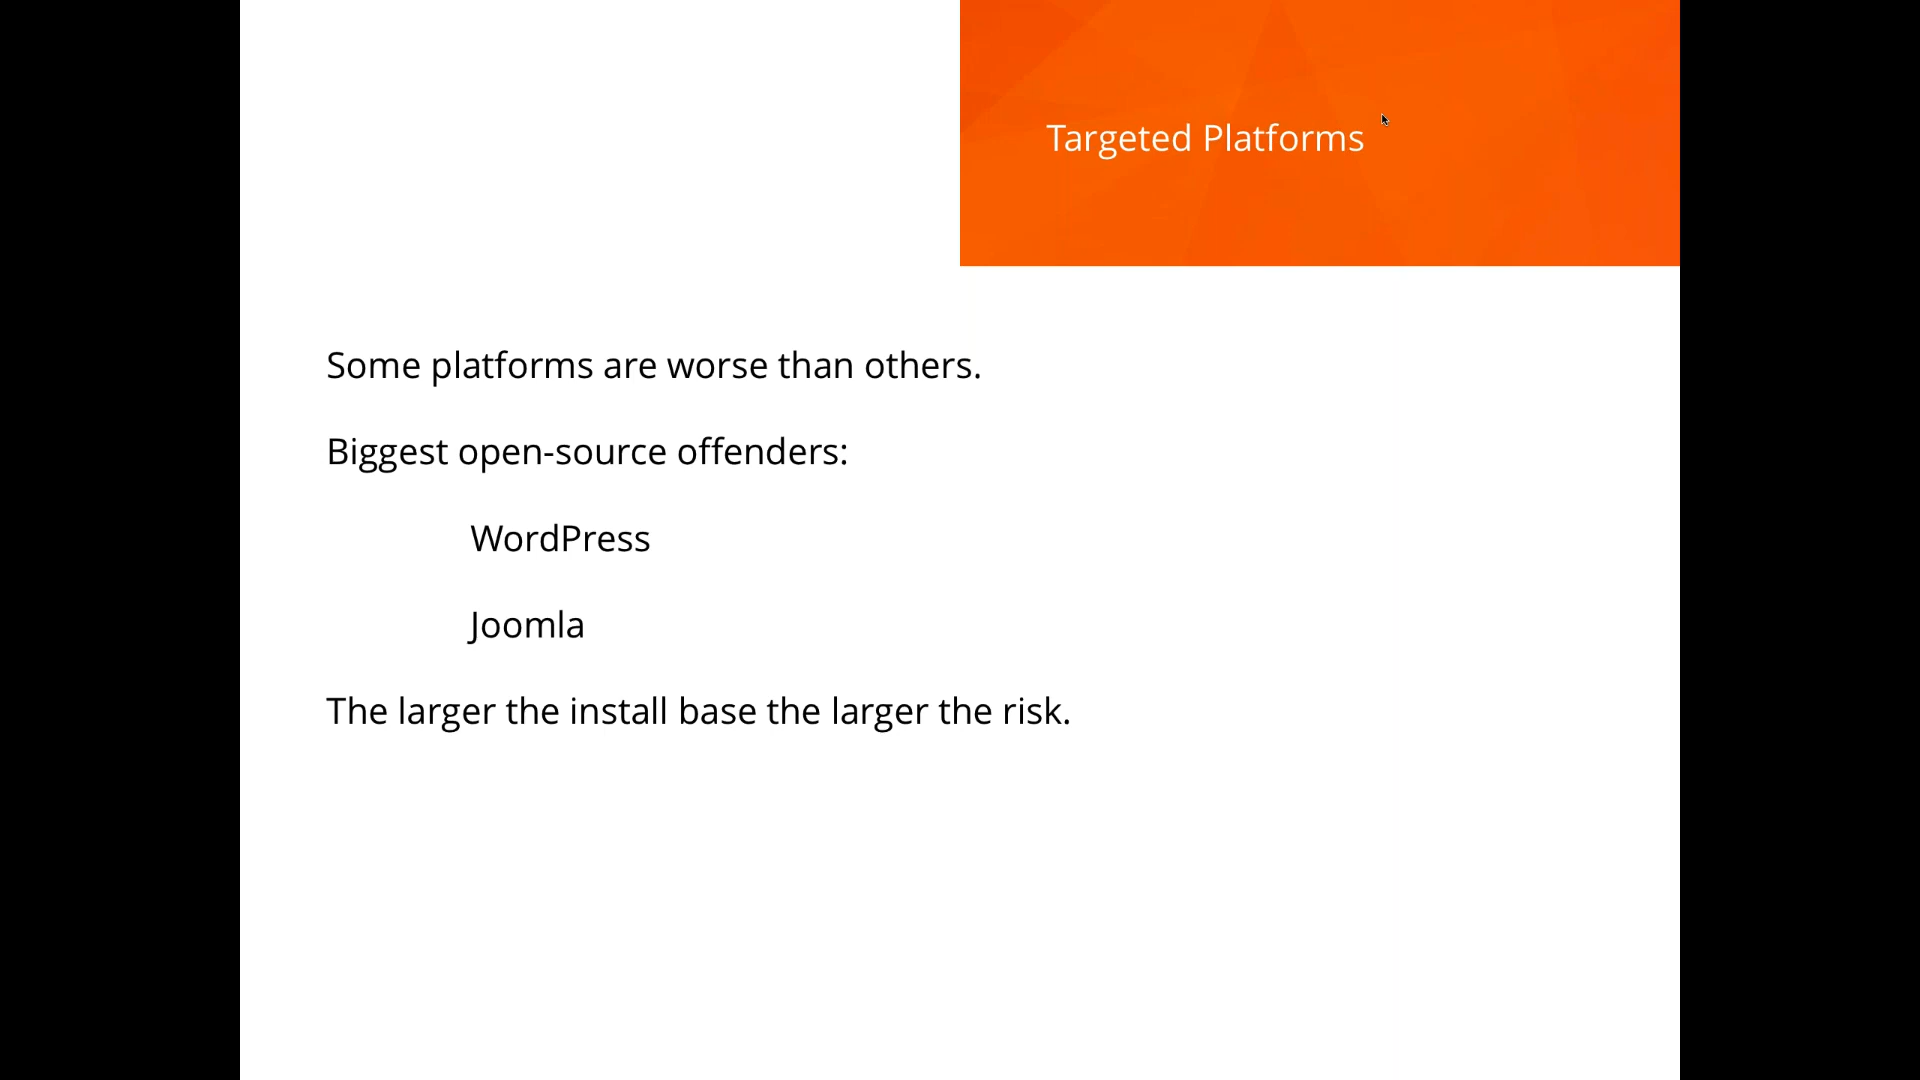 Targeted Platforms
Some platforms are worse than others.
Biggest open-source offenders:
WordPress
Joomla
The larger the install base the larger the risk.